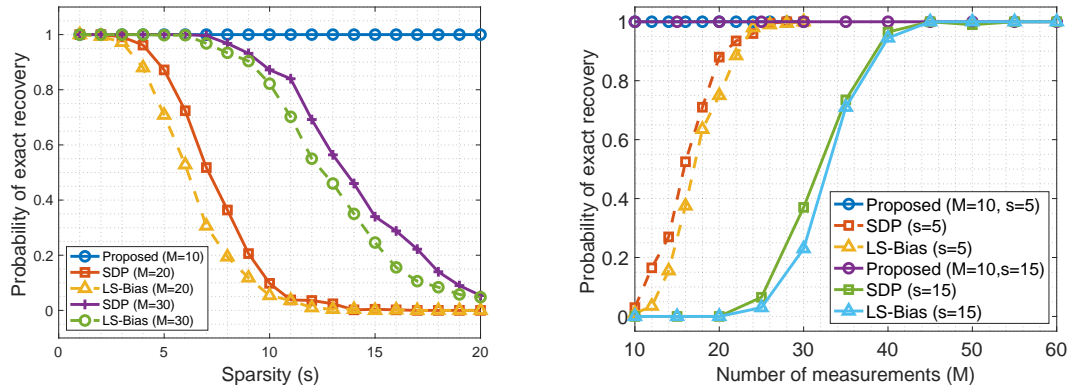 Probability of exact recovery
1
0.8
0.6
0.4
0.2
0
0
5
10
15
20
Sparsity (s)
Proposed (M=10)
SDP (M=20)
LS-Bias (M=20)
SDP (M=30)
LS-Bias (M=30)
Probability of exact recovery
1
0.8
0.6
0.4
0.2
0
10
20
30
40
50
60
Number of measurements (M)
Proposed (M=10, s=5)
SDP (s=5)
LS-Bias (s=5)
Proposed (M=10,s=15)
SDP (s=15)
LS-Bias (s=15)